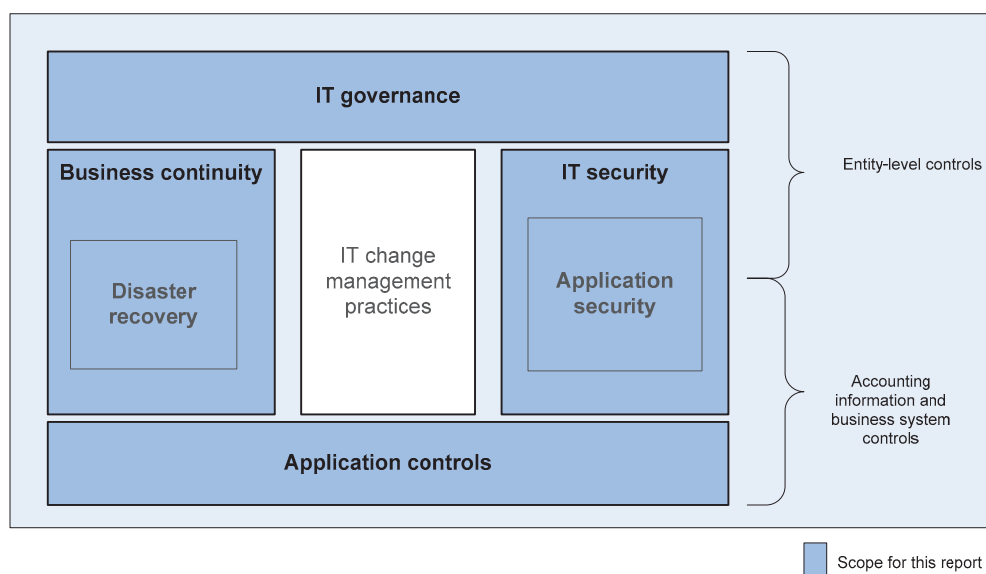 IT governance
Business continuity
IT security
Entity-level controls
IT change
management
practices
Disaster
recovery
Application
security
Accounting
information and
business system
controls
Application controls
Scope for this report